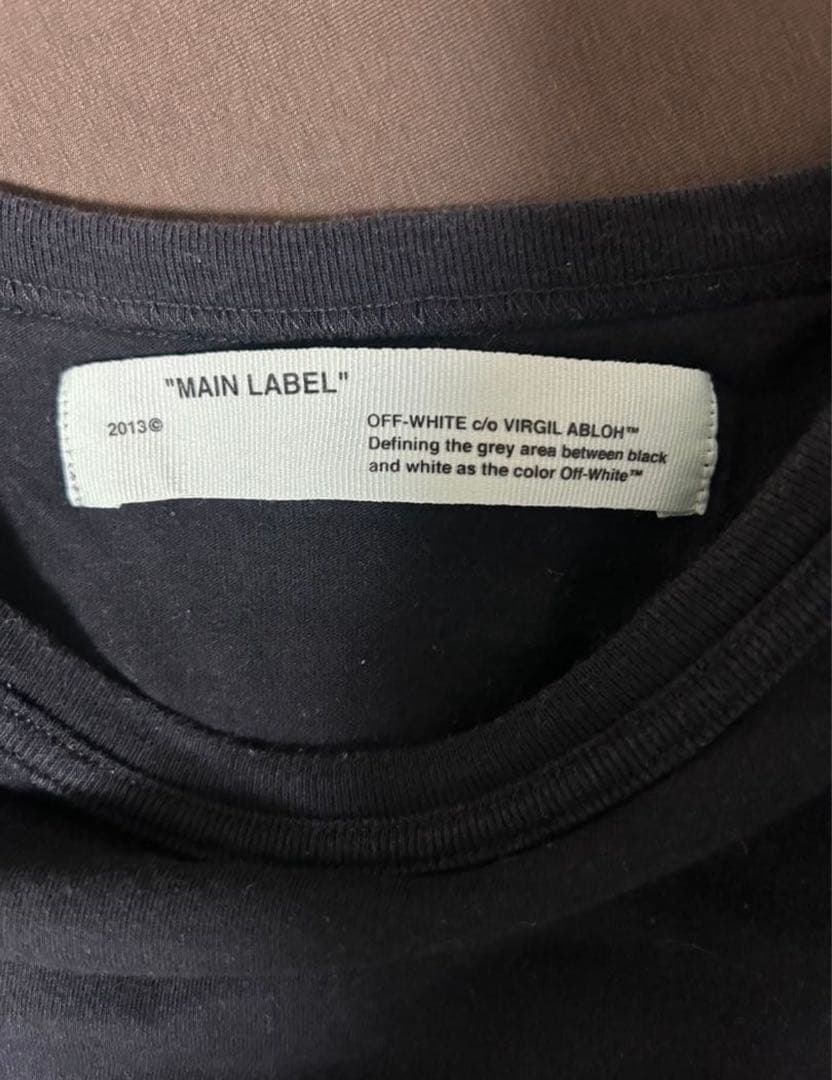 "MAIN LABEL"
2013©
OFF-WHITE c/o VIRGIL ABLOH™
Defining the grey area between black
and white as the color Off-White™